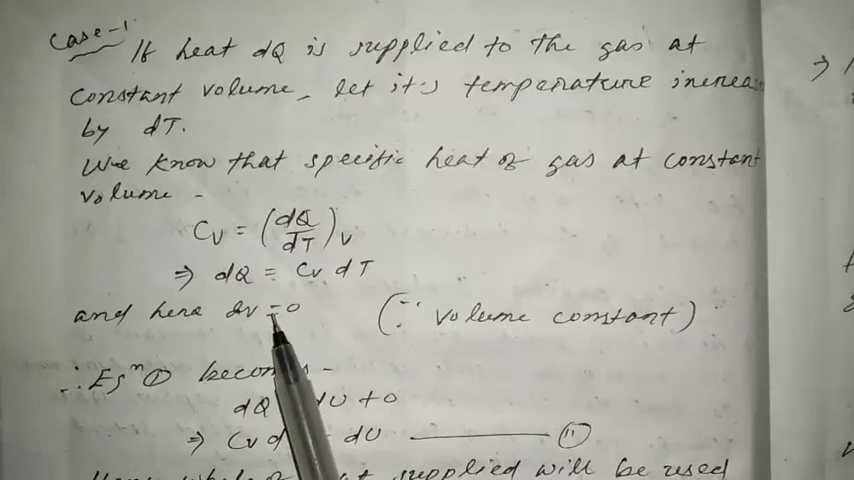 Case-1
If heat dQ is supplied to the gas at
constant volume, let it's temperature increa
by dT.
We know that specific heat of gas at constant
volume -
Cv = (dQ/dT)v
⇒ dQ = Cv dT
and here dv = 0 (∵ volume constant)
∴ Eqn ① becom -
dQ dU + 0
⇒ Cv d dU ——— (ii)
supplied will be used